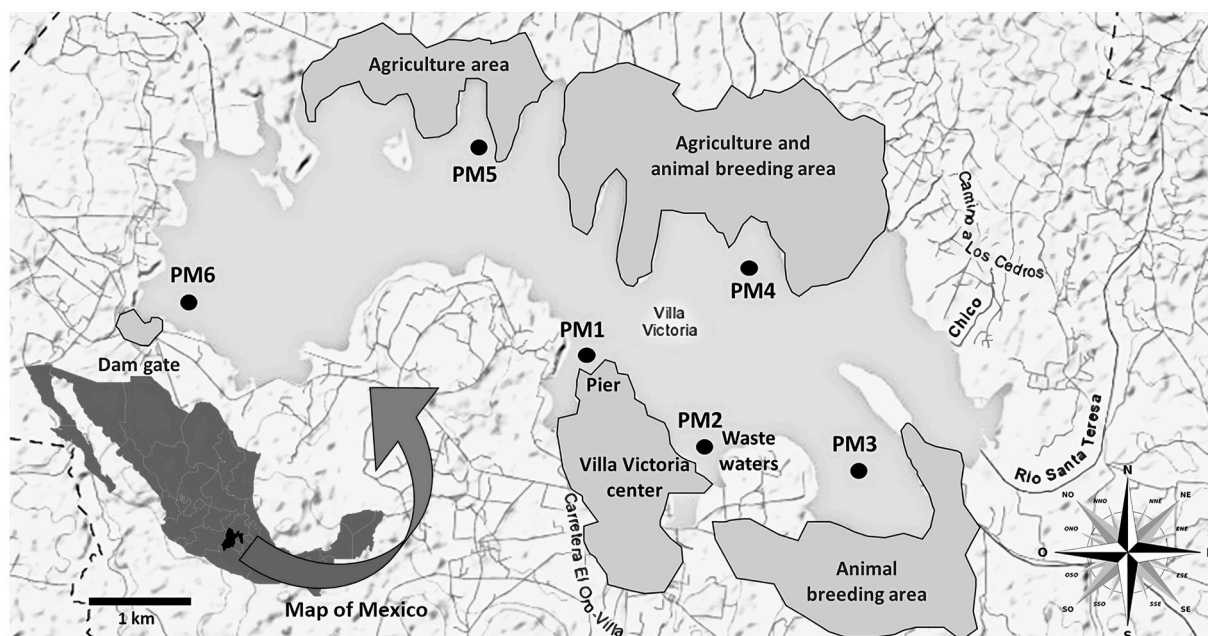 Agriculture area
Agriculture and
animal breeding area
PM5
Camino a Los Cedros
PM6
PM4
Villa
Victoria
Chico
PM1
Dam gate
Pier
PM2
Waste
waters
PM3
Río Santa Teresa
Villa Victoria
center
Carretera El Oro-Villa
Animal
breeding area
Map of Mexico
1 km
N
NO
NNO
NNE
NE
ONO
ENE
O
OSO
ESE
SO
SSO
SSE
SE
S